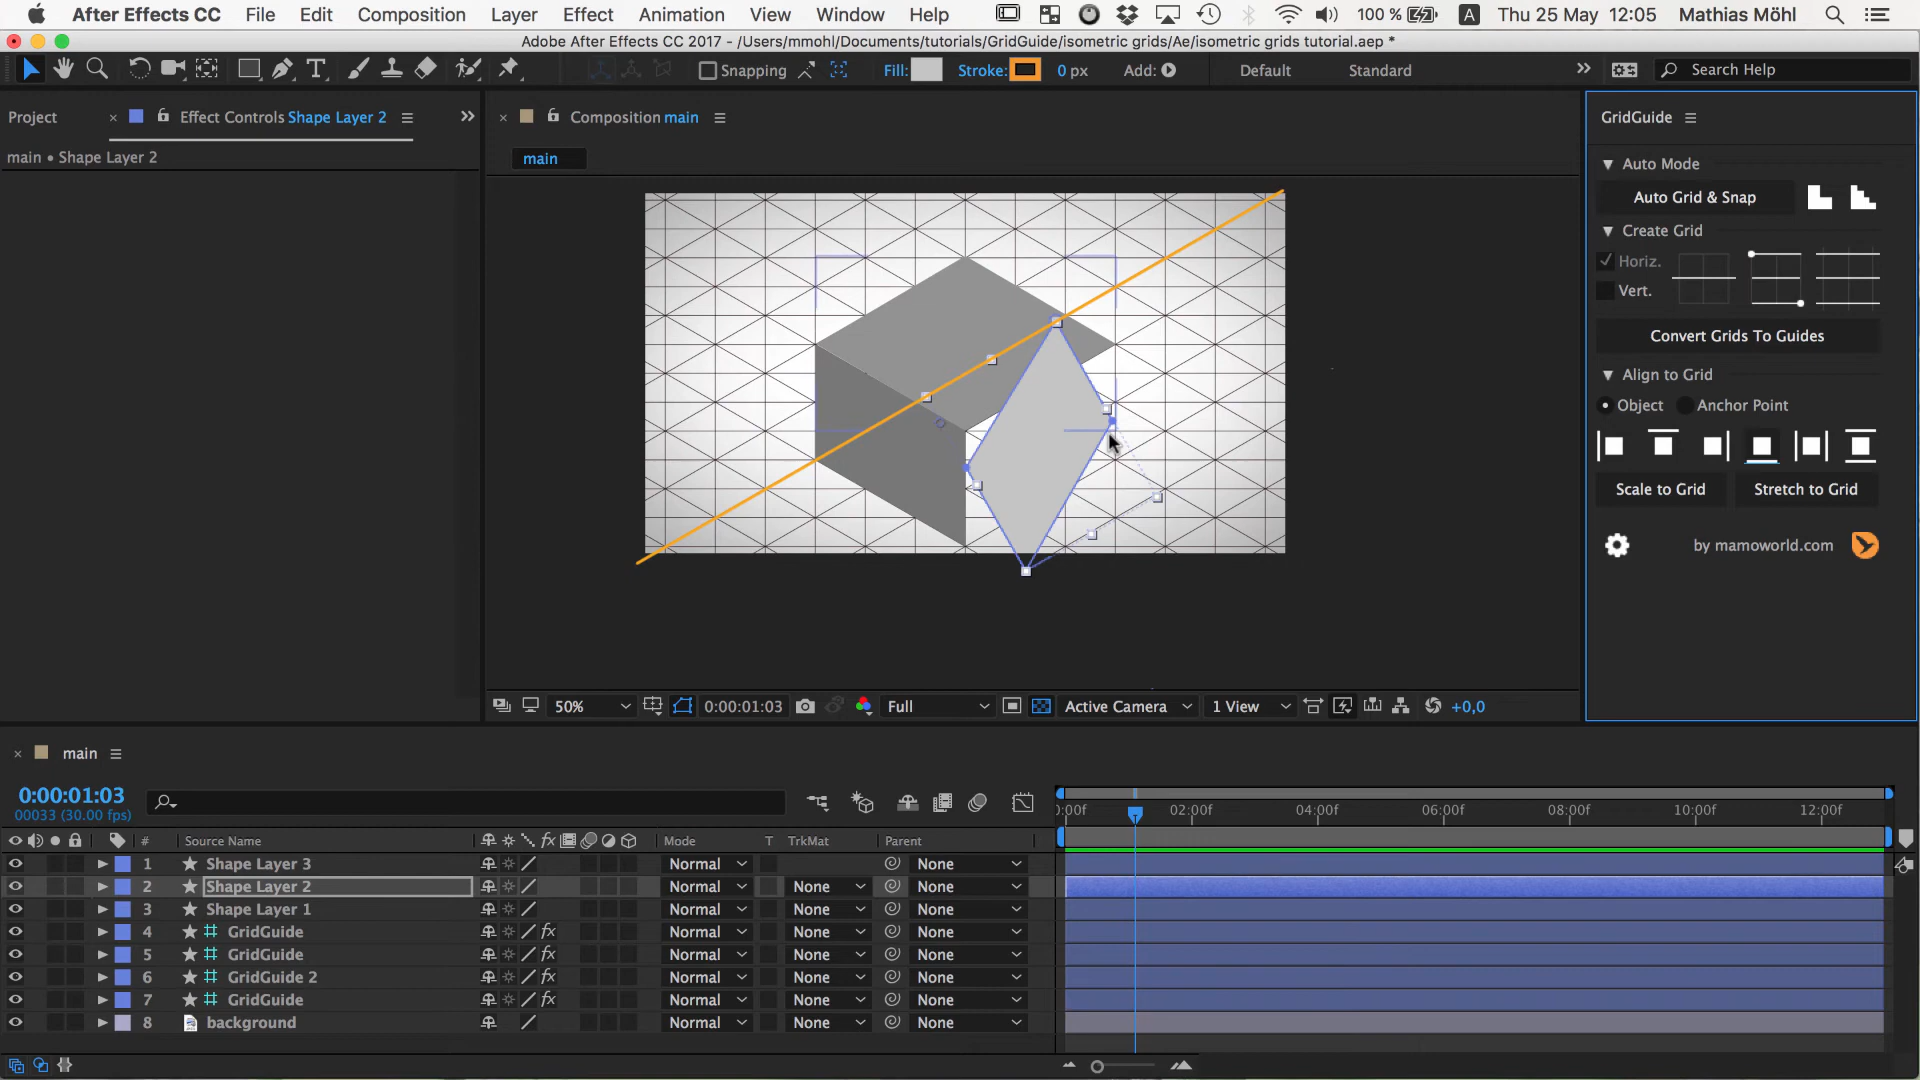 After Effects CC File Edit Composition Layer Effect Animation View Window Help 100 % A Thu 25 May 12:05 Mathias Möhl
Adobe After Effects CC 2017 - /Users/mmohl/Documents/tutorials/GridGuide/isometric grids/Ae/isometric grids tutorial.aep *
T Snapping Fill: Stroke: 0 px Add: Default Standard Search Help
Project Effect Controls Shape Layer 2
Composition main
GridGuide
main • Shape Layer 2
main
Auto Mode
Auto Grid & Snap
Create Grid
Horiz.
Vert.
Convert Grids To Guides
Align to Grid
Object Anchor Point
Scale to Grid Stretch to Grid
by mamoworld.com
50% 0:00:01:03 Full Active Camera 1 View +0,0
main
0:00:01:03
00033 (30.00 fps)
):00f 02:00f 04:00f 06:00f 08:00f 10:00f 12:00f
# Source Name fx Mode T TrkMat Parent
1 Shape Layer 3 Normal None
2 Shape Layer 2 Normal None None
3 Shape Layer 1 Normal None None
4 GridGuide fx Normal None None
5 GridGuide fx Normal None None
6 GridGuide 2 fx Normal None None
7 GridGuide fx Normal None None
8 background Normal None None